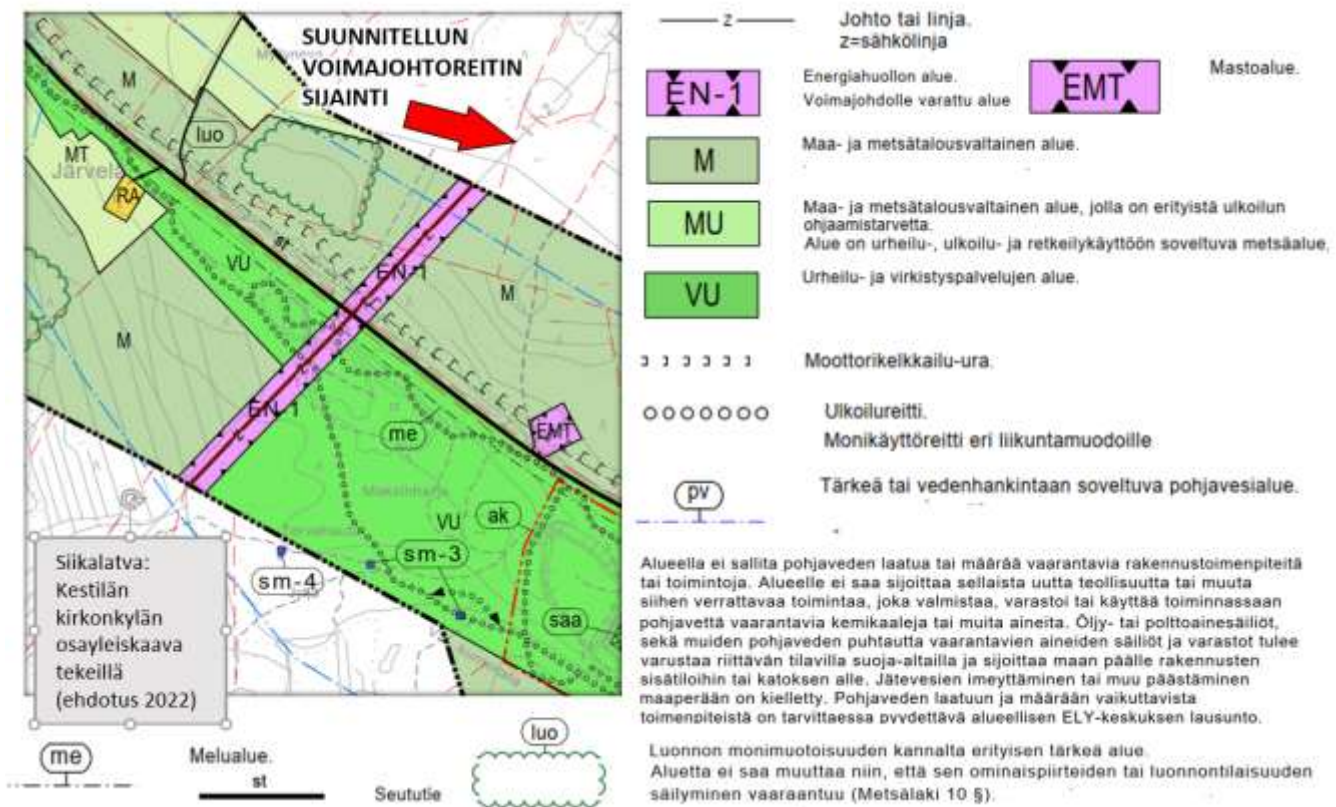 SUUNNITELLUN
VOIMAJOHTOREITIN
SIJAINTI
M
luo
MT
Järvelä
RA
st
VU
EN-1
M
M
EN-1
me
EMT
VU
ak
sm-3
sm-4
saa
Siikalatva:
Kestilän
kirkonkylän
osayleiskaava
tekeillä
(ehdotus 2022)
z
Johto tai linja.
z=sähkölinja
EN-1
Energiahuollon alue.
Voimajohdolle varattu alue
EMT
Mastoalue.
M
Maa- ja metsätalousvaltainen alue.
MU
Maa- ja metsätalousvaltainen alue, jolla on erityistä ulkoilun
ohjaamistarvetta.
Alue on urheilu-, ulkoilu- ja retkeilykäyttöön soveltuva metsäalue.
VU
Urheilu- ja virkistyspalvelujen alue.
Moottorikelkkailu-ura.
Ulkoilureitti.
Monikäyttöreitti eri liikuntamuodoille
pv
Tärkeä tai vedenhankintaan soveltuva pohjavesialue.
Alueella ei sallita pohjaveden laatua tai määrää vaarantavia rakennustoimenpiteitä
tai toimintoja. Alueelle ei saa sijoittaa sellaista uutta teollisuutta tai muuta
siihen verrattavaa toimintaa, joka valmistaa, varastoi tai käyttää toiminnassaan
pohjavettä vaarantavia kemikaaleja tai muita aineita. Öljy- tai polttoainesäiliöt,
sekä muiden pohjaveden puhtautta vaarantavien aineiden säiliöt ja varastot tulee
varustaa riittävän tilavilla suoja-altailla ja sijoittaa maan päälle rakennusten
sisätiloihin tai katoksen alle. Jätevesien imeyttäminen tai muu päästäminen
maaperään on kielletty. Pohjaveden laatuun ja määrään vaikuttavista
toimenpiteistä on tarvittaessa pyydettävä alueellisen ELY-keskuksen lausunto.
me
Melualue.
st
Seututie
luo
Luonnon monimuotoisuuden kannalta erityisen tärkeä alue.
Aluetta ei saa muuttaa niin, että sen ominaispiirteiden tai luonnontilaisuuden
säilyminen vaaraantuu (Metsälaki 10 §).